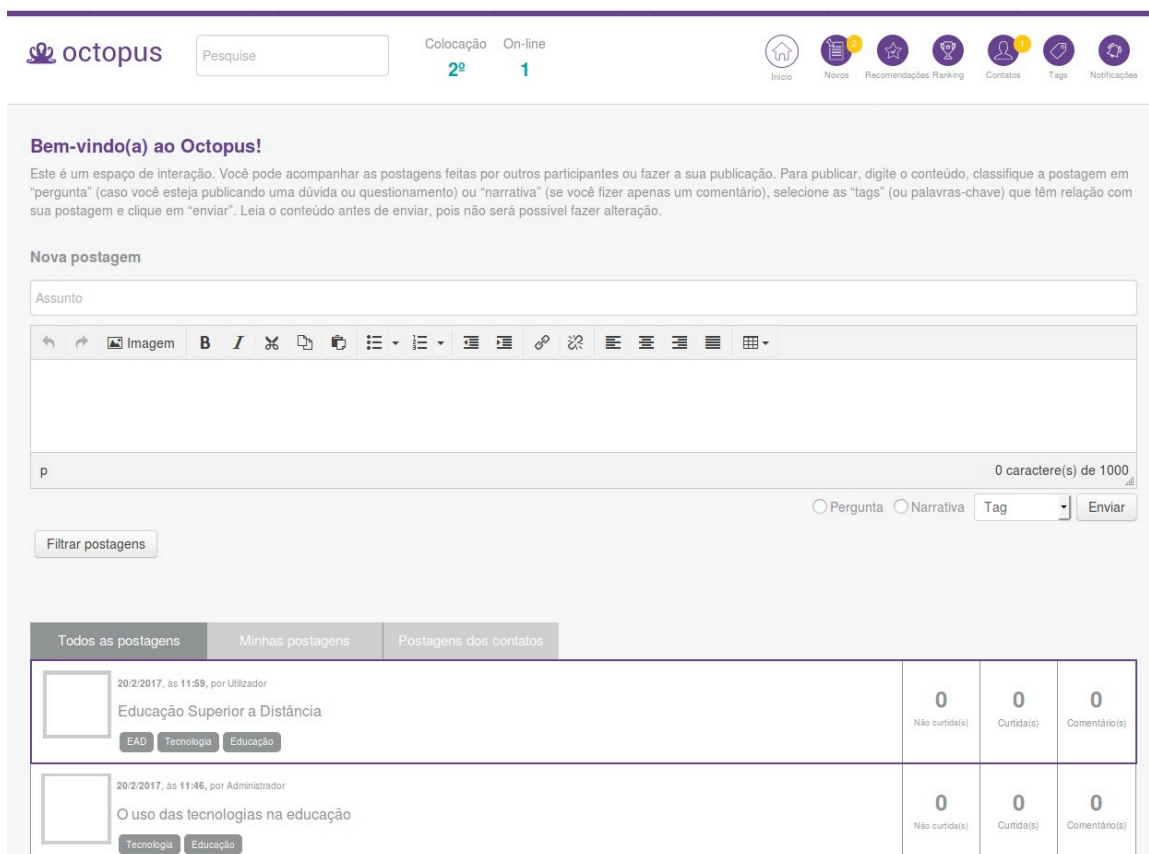 octopus
Pesquise
Colocação On-line
2º 1
2 1
Início Novos Recomendações Ranking Contatos Tags Notificações
Bem-vindo(a) ao Octopus!
Este é um espaço de interação. Você pode acompanhar as postagens feitas por outros participantes ou fazer a sua publicação. Para publicar, digite o conteúdo, classifique a postagem em
“pergunta” (caso você esteja publicando uma dúvida ou questionamento) ou “narrativa” (se você fizer apenas um comentário), selecione as “tags” (ou palavras-chave) que têm relação com
sua postagem e clique em “enviar”. Leia o conteúdo antes de enviar, pois não será possível fazer alteração.
Nova postagem
Assunto
Imagem B I
p 0 caractere(s) de 1000
Pergunta Narrativa Tag Enviar
Filtrar postagens
Todos as postagens Minhas postagens Postagens dos contatos
20/2/2017, às 11:59, por Utilizador
Educação Superior a Distância
EAD Tecnologia Educação
0 0 0
Não curtida(s) Curtida(s) Comentário(s)
20/2/2017, às 11:46, por Administrador
O uso das tecnologias na educação
Tecnologia Educação
0 0 0
Não curtida(s) Curtida(s) Comentário(s)